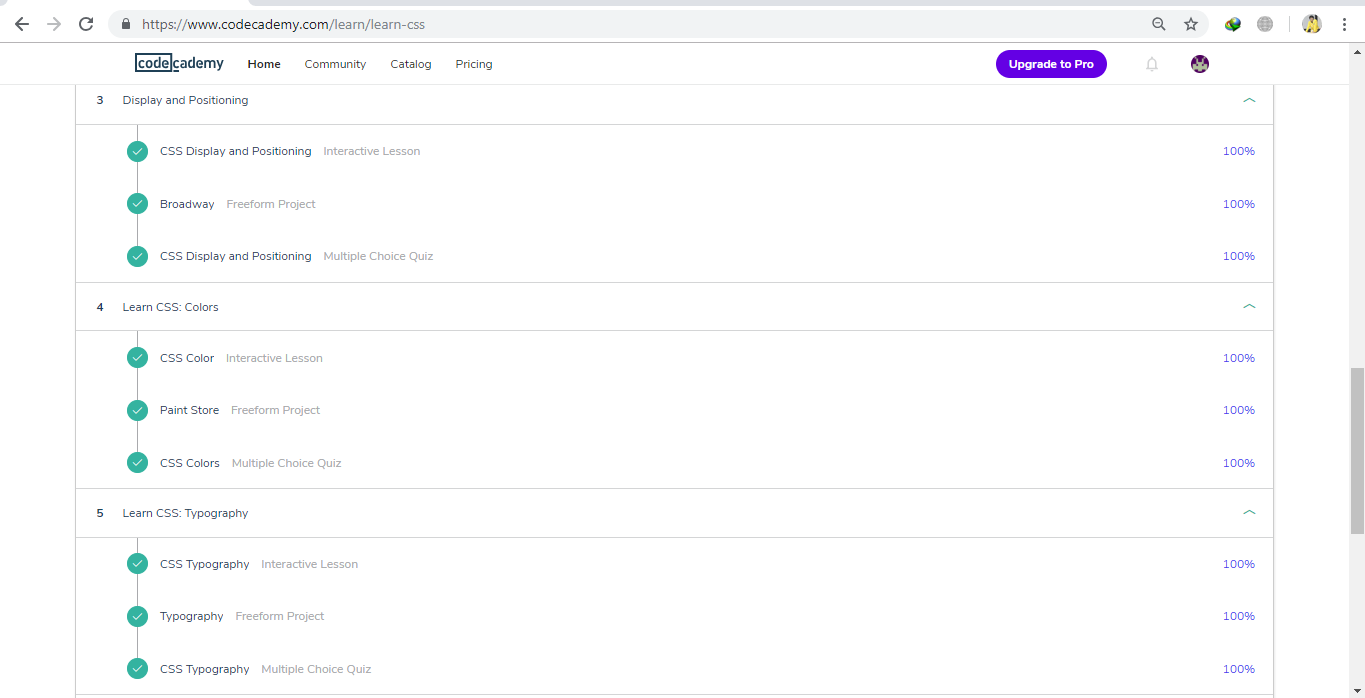 https://www.codecademy.com/learn/learn-css
codecademy Home Community Catalog Pricing Upgrade to Pro
3 Display and Positioning
CSS Display and Positioning Interactive Lesson 100%
Broadway Freeform Project 100%
CSS Display and Positioning Multiple Choice Quiz 100%
4 Learn CSS: Colors
CSS Color Interactive Lesson 100%
Paint Store Freeform Project 100%
CSS Colors Multiple Choice Quiz 100%
5 Learn CSS: Typography
CSS Typography Interactive Lesson 100%
Typography Freeform Project 100%
CSS Typography Multiple Choice Quiz 100%